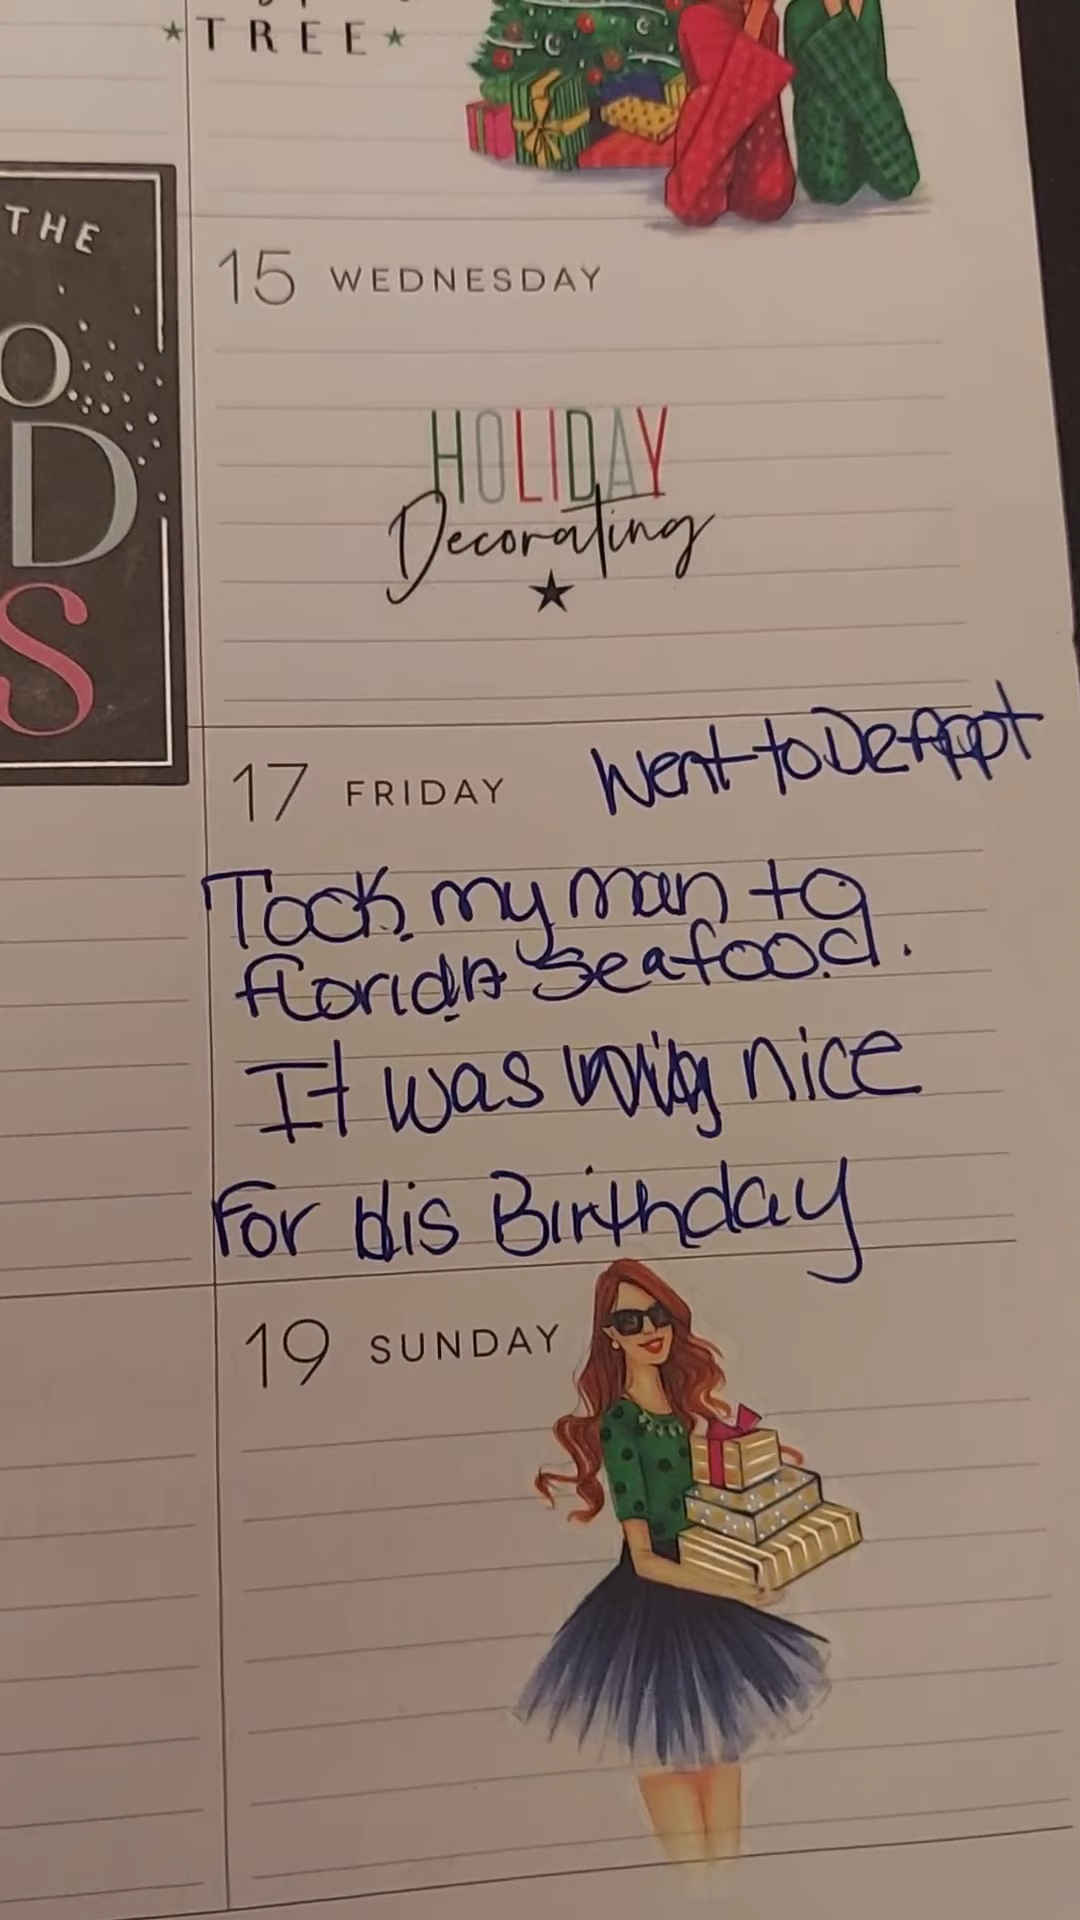 ★TREE★
THE
O
D
S
15 WEDNESDAY
HOLIDAY
Decorating
17 FRIDAY Went to Appt
Took my man to
florida Seafood.
It was nice
For His Birthday
19 SUNDAY